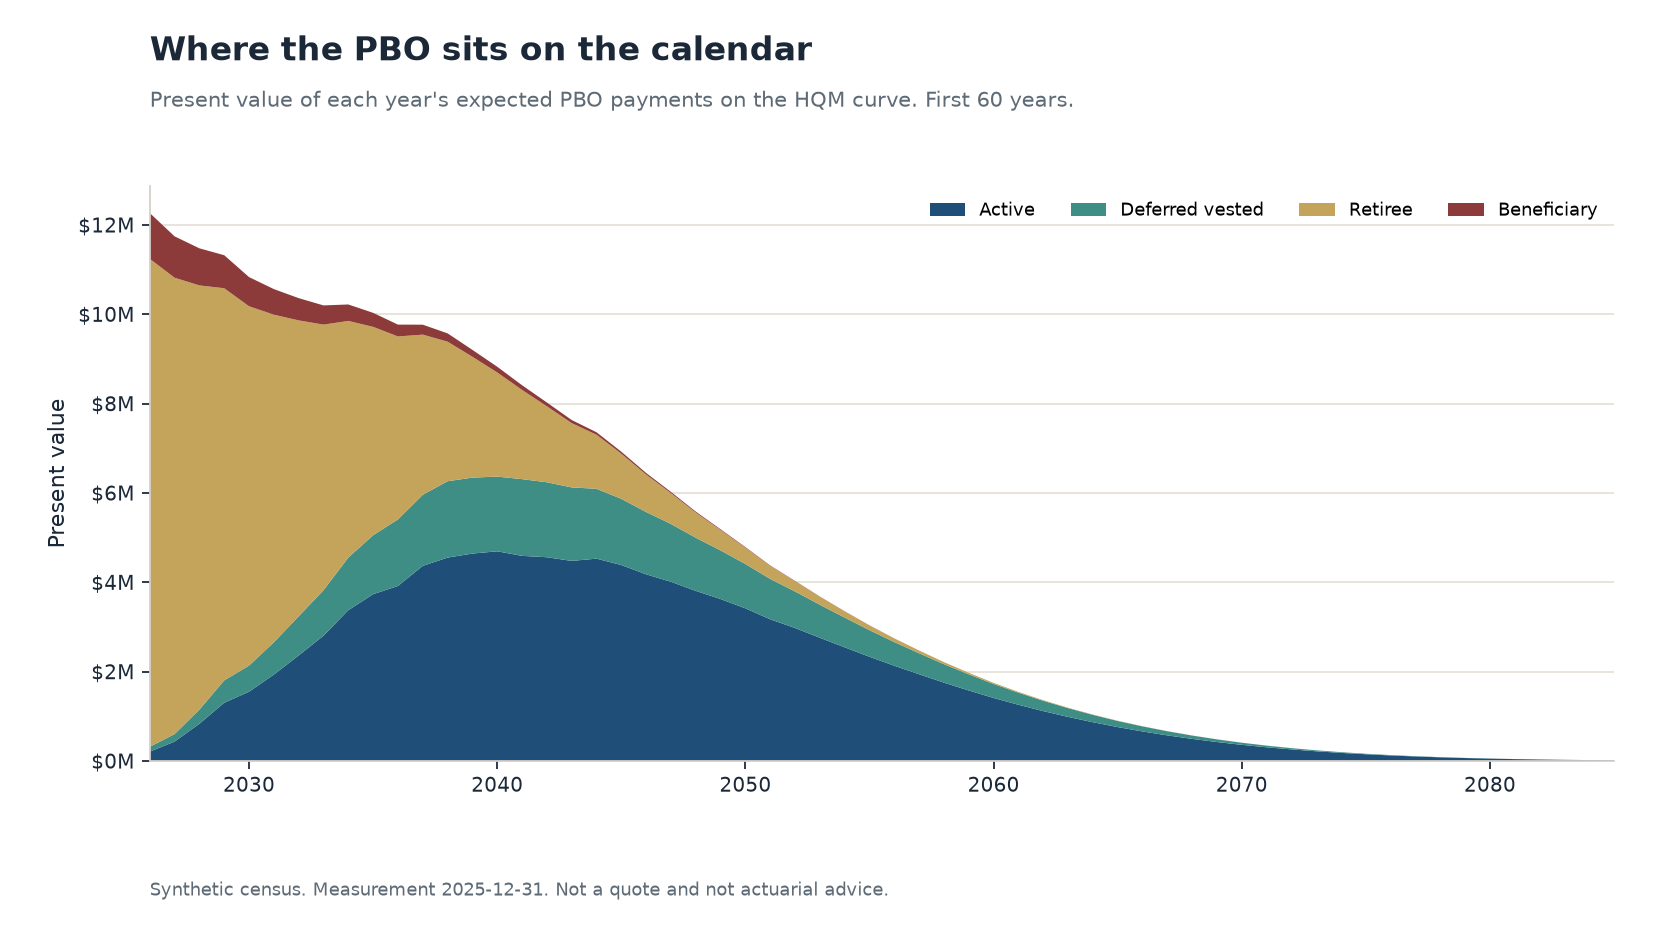 Where the PBO sits on the calendar
Present value of each year's expected PBO payments on the HQM curve. First 60 years.
Active
Deferred vested
Retiree
Beneficiary
Present value
$12M
$10M
$8M
$6M
$4M
$2M
$0M
2030
2040
2050
2060
2070
2080
Synthetic census. Measurement 2025-12-31. Not a quote and not actuarial advice.